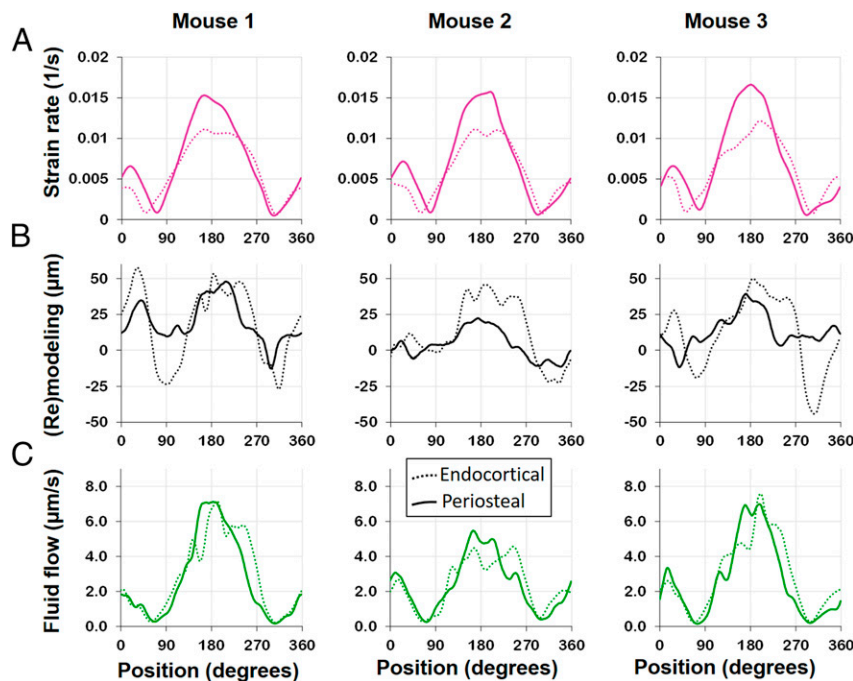 Mouse 1 Mouse 2 Mouse 3
A
Strain rate (1/s)
0.02 0.02 0.02
0.015 0.015 0.015
0.01 0.01 0.01
0.005 0.005 0.005
0 0 0
0 90 180 270 360 0 90 180 270 360 0 90 180 270 360
B
(Re)modeling (µm)
50 50 50
25 25 25
0 0 0
-25 -25 -25
-50 -50 -50
0 90 180 270 360 0 90 180 270 360 0 90 180 270 360
C
Fluid flow (µm/s)
Endocortical
Periosteal
8.0 8.0 8.0
6.0 6.0 6.0
4.0 4.0 4.0
2.0 2.0 2.0
0.0 0.0 0.0
0 90 180 270 360 0 90 180 270 360 0 90 180 270 360
Position (degrees) Position (degrees) Position (degrees)